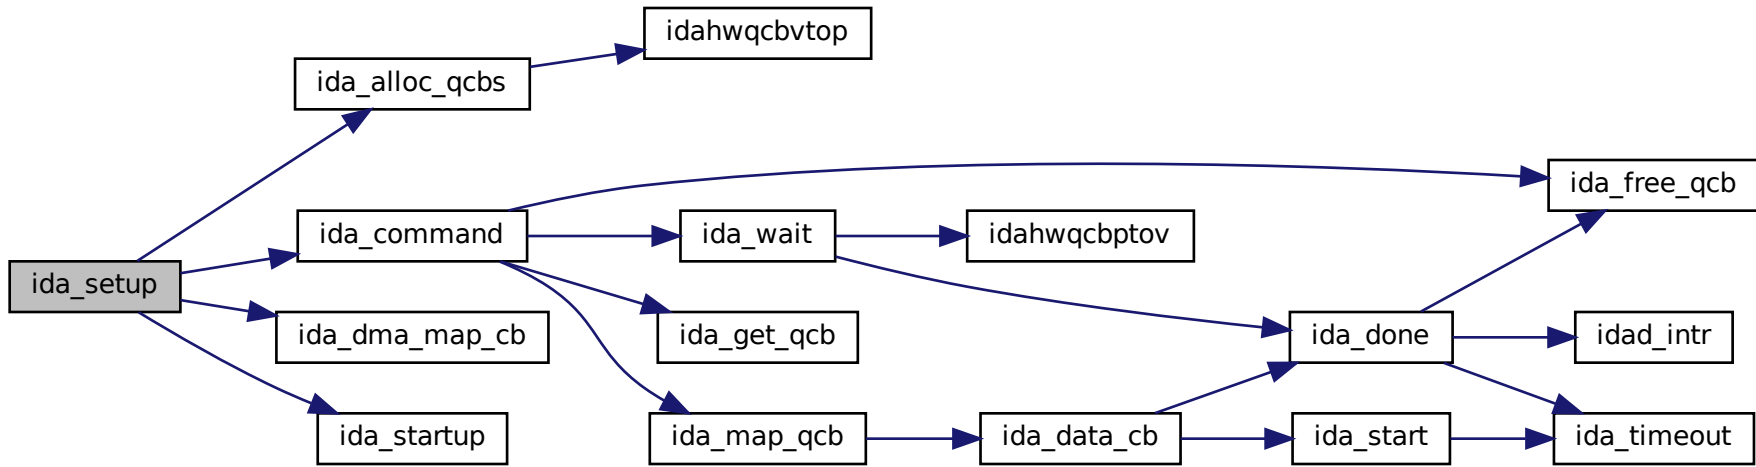 idahwqcbvtop
ida_alloc_qcbs
ida_free_qcb
ida_command
ida_wait
idahwqcbptov
ida_setup
ida_dma_map_cb
ida_get_qcb
ida_done
idad_intr
ida_startup
ida_map_qcb
ida_data_cb
ida_start
ida_timeout